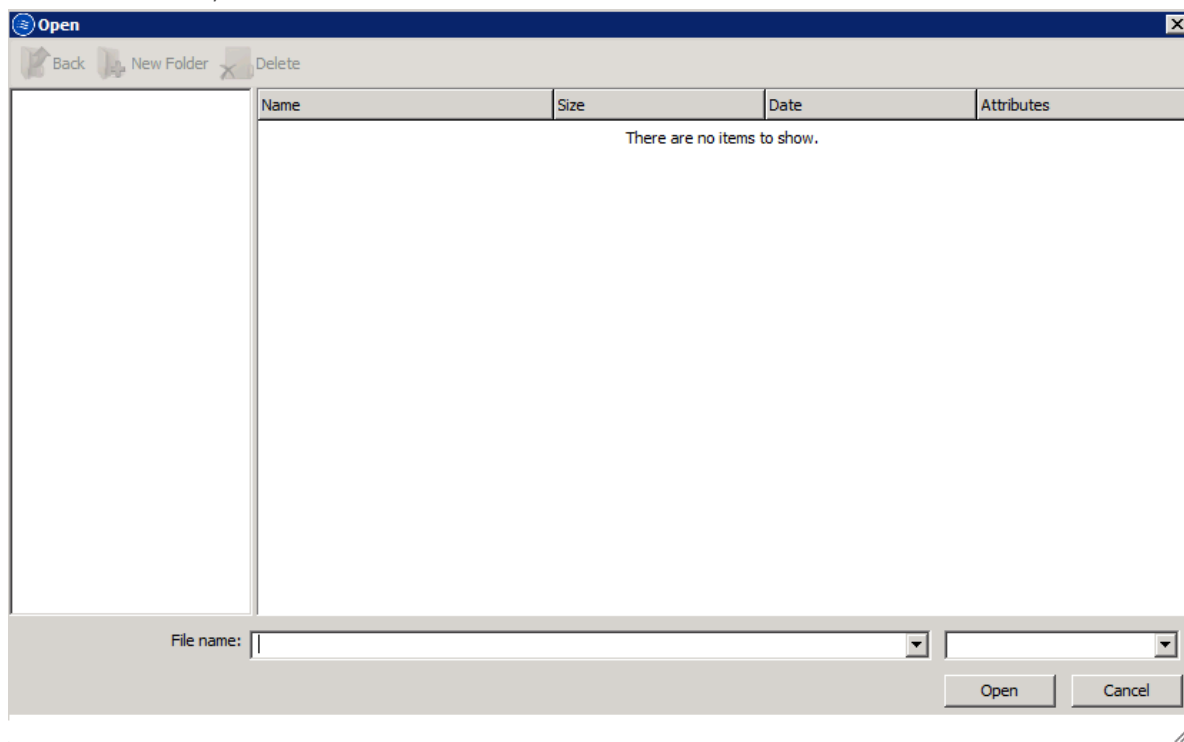 Open
Back New Folder Delete
Name Size Date Attributes
There are no items to show.
File name:
Open Cancel